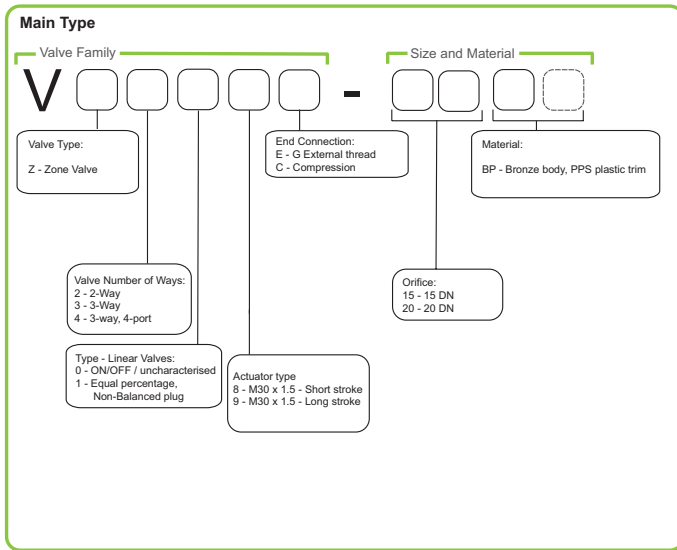 Main Type
Valve Family
Size and Material
V
-
Valve Type:
Z - Zone Valve
End Connection:
E - G External thread
C - Compression
Material:
BP - Bronze body, PPS plastic trim
Valve Number of Ways:
2 - 2-Way
3 - 3-Way
4 - 3-way, 4-port
Orifice:
15 - 15 DN
20 - 20 DN
Type - Linear Valves:
0 - ON/OFF / uncharacterised
1 - Equal percentage,
Non-Balanced plug
Actuator type
8 - M30 x 1.5 - Short stroke
9 - M30 x 1.5 - Long stroke